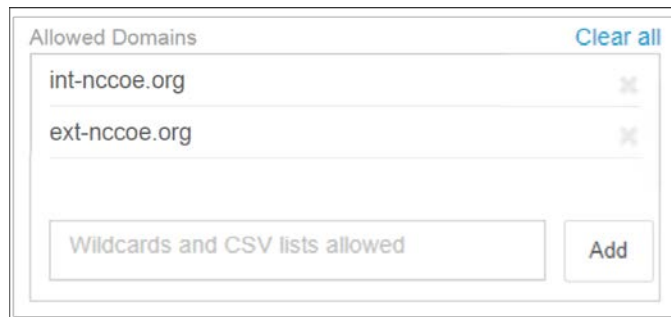 Allowed Domains Clear all
int-nccoe.org
ext-nccoe.org
Wildcards and CSV lists allowed Add